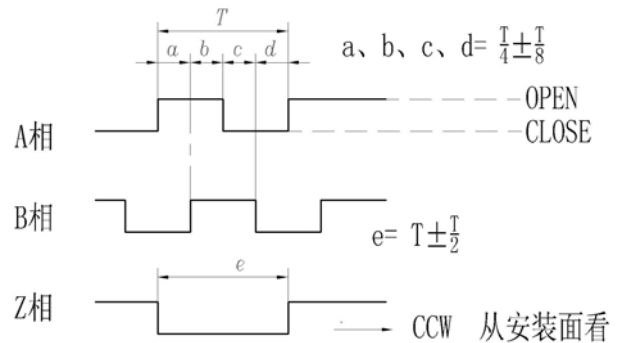 T
a b c d
a、b、c、d= T/4±T/8
OPEN
A相
CLOSE
B相
e= T±T/2
e
Z相
CCW 从安装面看